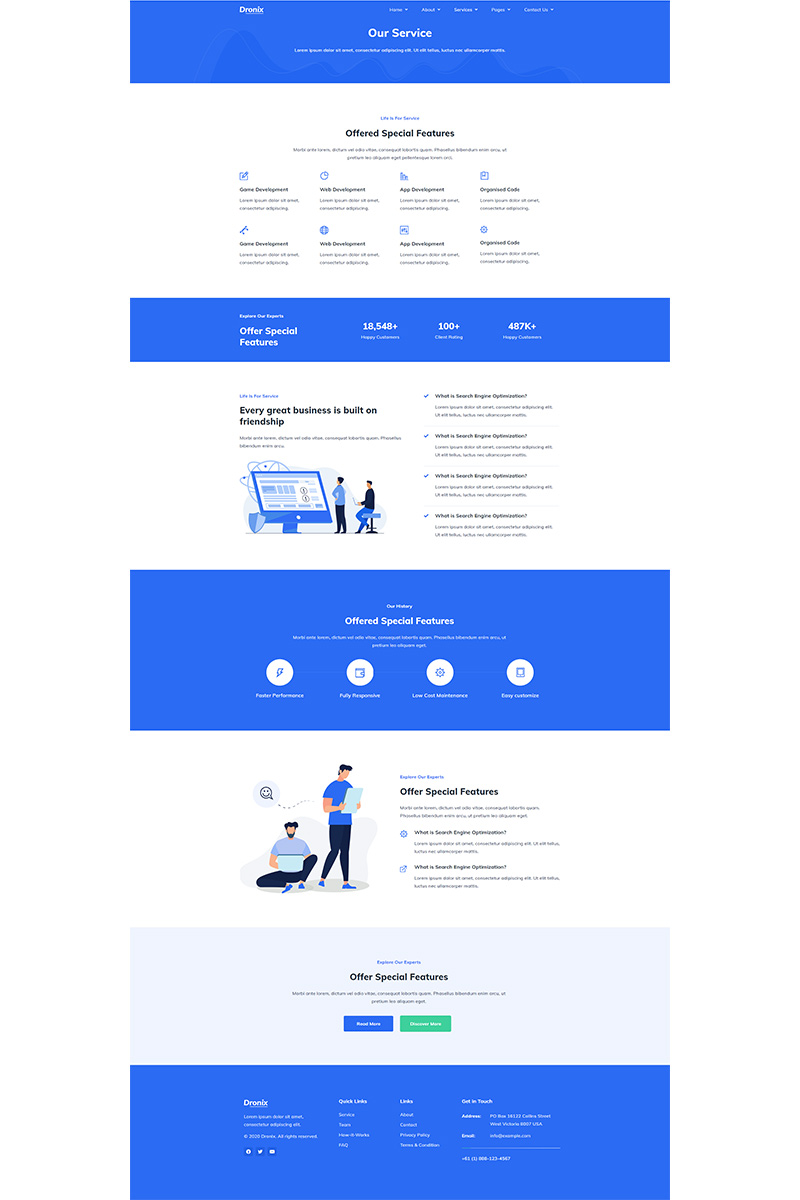 Dronix
Home About Services Pages Contact Us
Our Service
Lorem ipsum dolor sit amet, consectetur adipiscing elit. Ut elit tellus, luctus nec ullamcorper mattis.
Life Is For Service
Offered Special Features
Morbi ante lorem, dictum vel odio vitae, consequat lobortis quam. Phasellus bibendum enim arcu, ut
pretium leo aliquam eget pellentesque lorem orci.
Game Development
Lorem ipsum dolor sit amet,
consectetur adipiscing.
Web Development
Lorem ipsum dolor sit amet,
consectetur adipiscing.
App Development
Lorem ipsum dolor sit amet,
consectetur adipiscing.
Organised Code
Lorem ipsum dolor sit amet,
consectetur adipiscing.
Game Development
Lorem ipsum dolor sit amet,
consectetur adipiscing.
Web Development
Lorem ipsum dolor sit amet,
consectetur adipiscing.
App Development
Lorem ipsum dolor sit amet,
consectetur adipiscing.
Organised Code
Lorem ipsum dolor sit amet,
consectetur adipiscing.
Explore Our Experts
Offer Special
Features
18,548+
Happy Customers
100+
Client Rating
487K+
Happy Customers
Life Is For Service
Every great business is built on
friendship
Morbi ante lorem, dictum vel odio vitae, consequat lobortis quam. Phasellus
bibendum enim arcu.
What is Search Engine Optimization?
Lorem ipsum dolor sit amet, consectetur adipiscing elit.
Ut elit tellus, luctus nec ullamcorper mattis.
What is Search Engine Optimization?
Lorem ipsum dolor sit amet, consectetur adipiscing elit.
Ut elit tellus, luctus nec ullamcorper mattis.
What is Search Engine Optimization?
Lorem ipsum dolor sit amet, consectetur adipiscing elit.
Ut elit tellus, luctus nec ullamcorper mattis.
What is Search Engine Optimization?
Lorem ipsum dolor sit amet, consectetur adipiscing elit.
Ut elit tellus, luctus nec ullamcorper mattis.
Our History
Offered Special Features
Morbi ante lorem, dictum vel odio vitae, consequat lobortis quam. Phasellus bibendum enim arcu, ut
pretium leo aliquam eget.
Faster Performance
Fully Responsive
Low Cost Maintenance
Easy customize
Explore Our Experts
Offer Special Features
Morbi ante lorem, dictum vel odio vitae, consequat lobortis quam.
Phasellus bibendum enim arcu, ut pretium leo aliquam eget.
What is Search Engine Optimization?
Lorem ipsum dolor sit amet, consectetur adipiscing elit. Ut elit tellus,
luctus nec ullamcorper mattis.
What is Search Engine Optimization?
Lorem ipsum dolor sit amet, consectetur adipiscing elit. Ut elit tellus,
luctus nec ullamcorper mattis.
Explore Our Experts
Offer Special Features
Morbi ante lorem, dictum vel odio vitae, consequat lobortis quam. Phasellus bibendum enim arcu, ut
pretium leo aliquam eget.
Read More
Discover More
Dronix
Lorem ipsum dolor sit amet,
consectetur adipiscing.
© 2020 Dronix. All rights reserved.
Quick Links
Service
Team
How-It-Works
FAQ
Links
About
Contact
Privacy Policy
Terms & Condition
Get in Touch
Address: PO Box 16122 Collins Street
West Victoria 8007 USA
Email: info@example.com
+61 (1) 008-123-4567